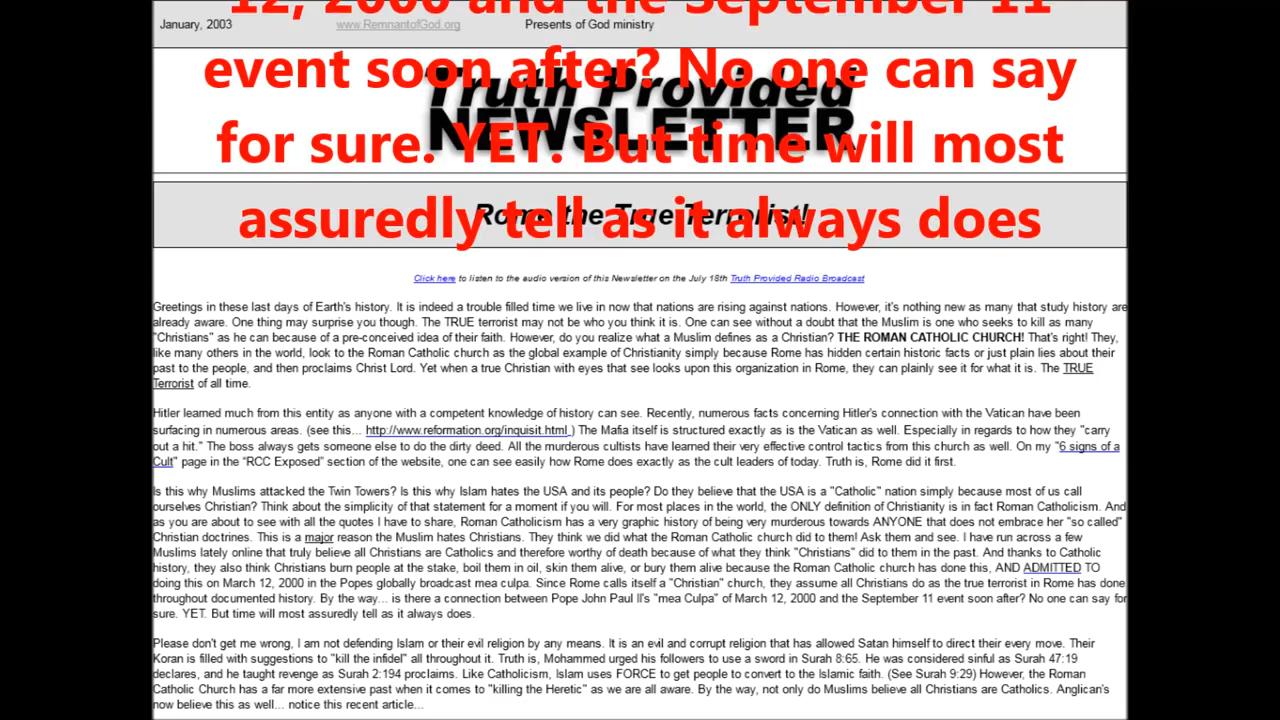 12, 2000 and the September 11
January, 2003 www.RemnantofGod.org Presents of God ministry
event soon after? No one can say
Truth Provided
NEWSLETTER
for sure. YET. But time will most
assuredly tell as it always does
Rome the True Terrorist!
Click here to listen to the audio version of this Newsletter on the July 18th Truth Provided Radio Broadcast
Greetings in these last days of Earth's history. It is indeed a trouble filled time we live in now that nations are rising against nations. However, it's nothing new as many that study history are
already aware. One thing may surprise you though. The TRUE terrorist may not be who you think it is. One can see without a doubt that the Muslim is one who seeks to kill as many
"Christians" as he can because of a pre-conceived idea of their faith. However, do you realize what a Muslim defines as a Christian? THE ROMAN CATHOLIC CHURCH! That's right! They,
like many others in the world, look to the Roman Catholic church as the global example of Christianity simply because Rome has hidden certain historic facts or just plain lies about their
past to the people, and then proclaims Christ Lord. Yet when a true Christian with eyes that see looks upon this organization in Rome, they can plainly see it for what it is. The TRUE
Terrorist of all time.
Hitler learned much from this entity as anyone with a competent knowledge of history can see. Recently, numerous facts concerning Hitler's connection with the Vatican have been
surfacing in numerous areas. (see this... http://www.reformation.org/inquisit.html ) The Mafia itself is structured exactly as is the Vatican as well. Especially in regards to how they "carry
out a hit." The boss always gets someone else to do the dirty deed. All the murderous cultists have learned their very effective control tactics from this church as well. On my "6 signs of a
Cult" page in the “RCC Exposed” section of the website, one can see easily how Rome does exactly as the cult leaders of today. Truth is, Rome did it first.
Is this why Muslims attacked the Twin Towers? Is this why Islam hates the USA and its people? Do they believe that the USA is a "Catholic" nation simply because most of us call
ourselves Christian? Think about the simplicity of that statement for a moment if you will. For most places in the world, the ONLY definition of Christianity is in fact Roman Catholicism. And
as you are about to see with all the quotes I have to share, Roman Catholicism has a very graphic history of being very murderous towards ANYONE that does not embrace her "so called"
Christian doctrines. This is a major reason the Muslim hates Christians. They think we did what the Roman Catholic church did to them! Ask them and see. I have run across a few
Muslims lately online that truly believe all Christians are Catholics and therefore worthy of death because of what they think "Christians" did to them in the past. And thanks to Catholic
history, they also think Christians burn people at the stake, boil them in oil, skin them alive, or bury them alive because the Roman Catholic church has done this, AND ADMITTED TO
doing this on March 12, 2000 in the Popes globally broadcast mea culpa. Since Rome calls itself a "Christian" church, they assume all Christians do as the true terrorist in Rome has done
throughout documented history. By the way... is there a connection between Pope John Paul II's "mea Culpa" of March 12, 2000 and the September 11 event soon after? No one can say for
sure. YET. But time will most assuredly tell as it always does.
Please don't get me wrong, I am not defending Islam or their evil religion by any means. It is an evil and corrupt religion that has allowed Satan himself to direct their every move. Their
Koran is filled with suggestions to "kill the infidel" all throughout it. Truth is, Mohammed urged his followers to use a sword in Surah 8:65. He was considered sinful as Surah 47:19
declares, and he taught revenge as Surah 2:194 proclaims. Like Catholicism, Islam uses FORCE to get people to convert to the Islamic faith. (See Surah 9:29) However, the Roman
Catholic Church has a far more extensive past when it comes to "killing the Heretic" as we are all aware. By the way, not only do Muslims believe all Christians are Catholics. Anglican's
now believe this as well... notice this recent article...